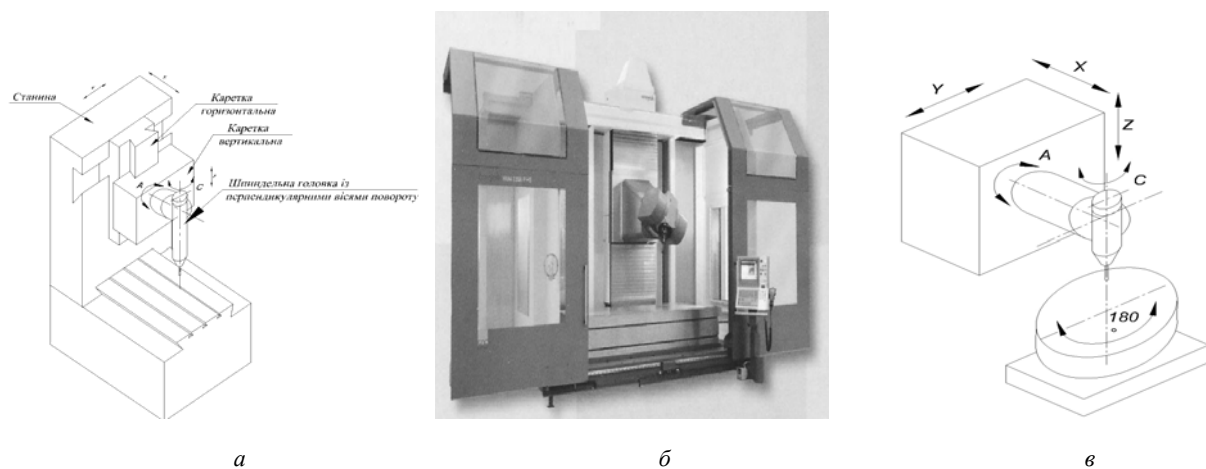 Станина
Каретка
горизонтальна
Каретка
вертикальна
A
C
Шпиндельна головка із
перпендикулярними вісями повороту
X
Y
Z
A
C
180
°
а
б
в